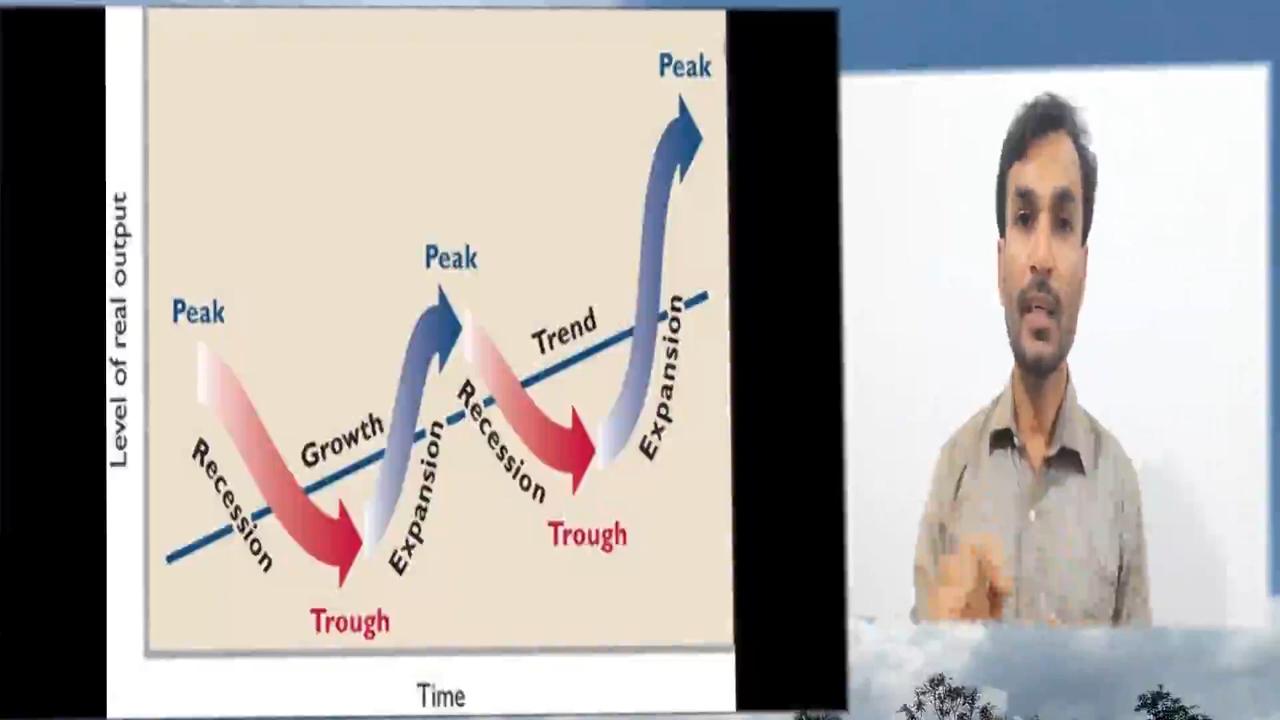 Peak
Peak
Peak
Level of real output
Trend
Growth
Recession
Expansion
Recession
Expansion
Trough
Trough
Time